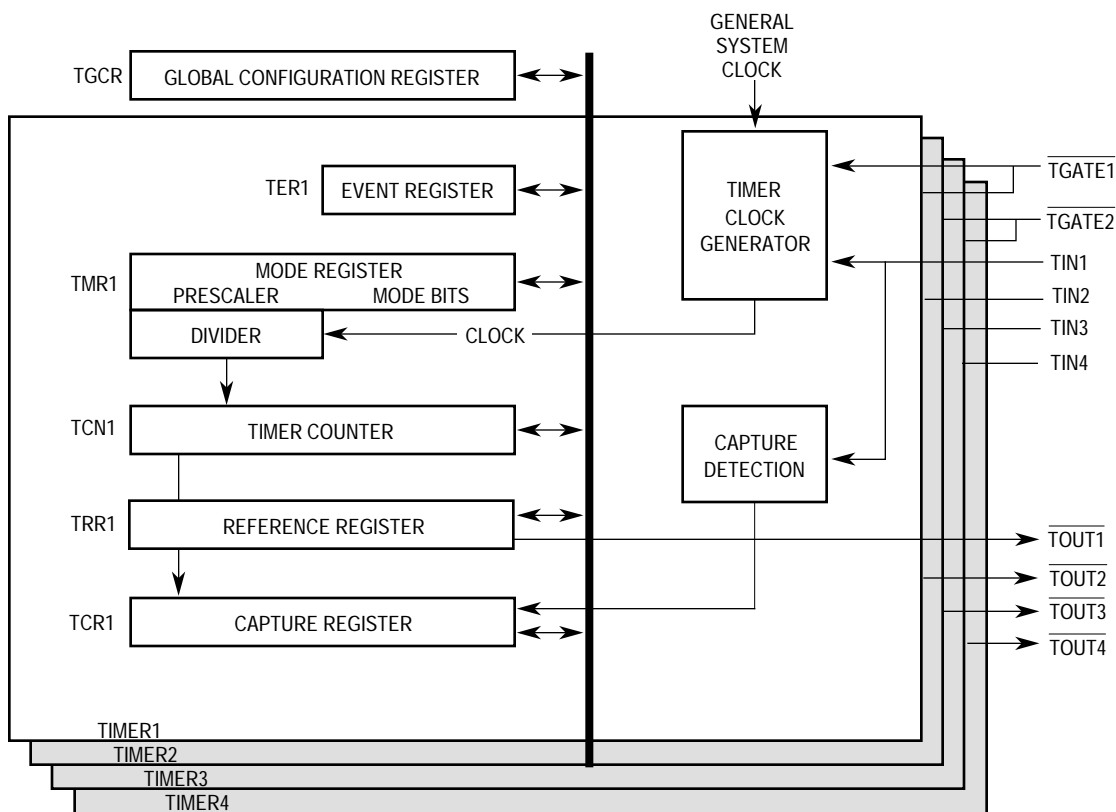 GENERAL
SYSTEM
CLOCK
TGCR
GLOBAL CONFIGURATION REGISTER
TER1
EVENT REGISTER
TIMER
CLOCK
GENERATOR
TGATE1
TGATE2
TMR1
MODE REGISTER
PRESCALER MODE BITS
DIVIDER
CLOCK
TIN1
TIN2
TIN3
TIN4
TCN1
TIMER COUNTER
CAPTURE
DETECTION
TRR1
REFERENCE REGISTER
TOUT1
TOUT2
TOUT3
TOUT4
TCR1
CAPTURE REGISTER
TIMER1
TIMER2
TIMER3
TIMER4